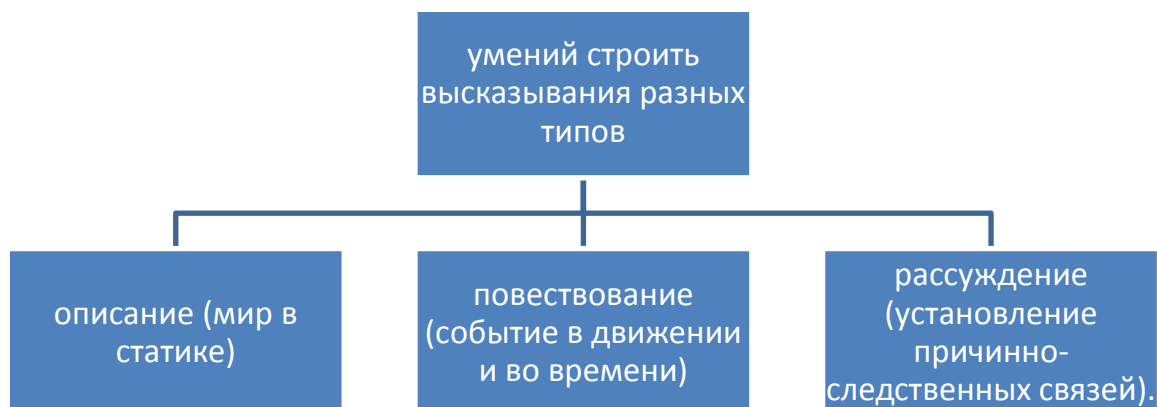 умений строить
высказывания разных
типов
описание (мир в
статике)
повествование
(событие в движении
и во времени)
рассуждение
(установление
причинно-
следственных связей).